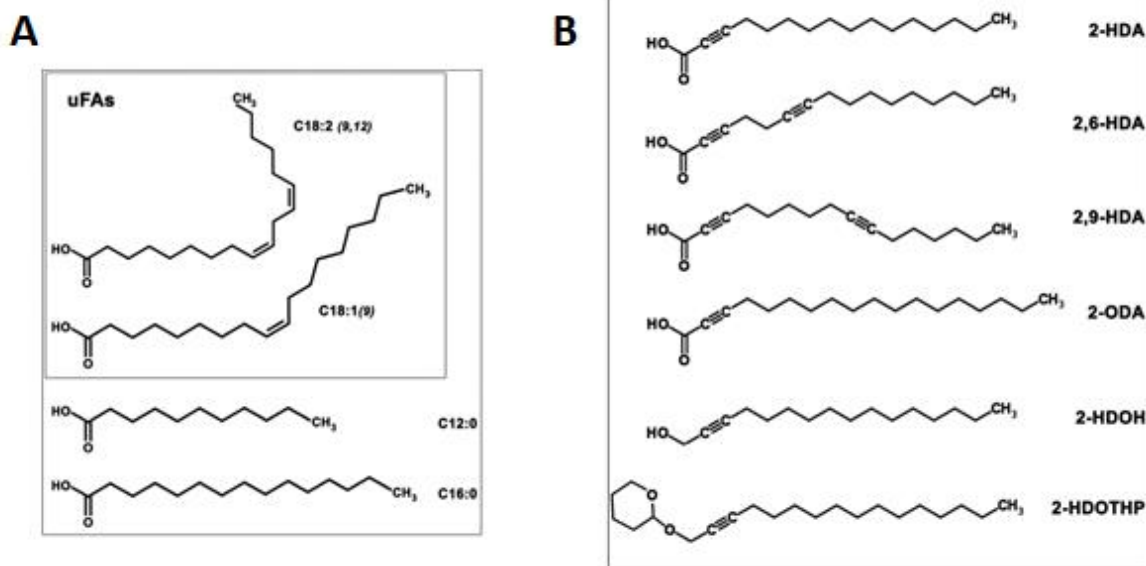 A
uFAs
CH₃
C18:2 (9,12)
HO
O
CH₃
C18:1(9)
HO
O
HO
O
CH₃
C12:0
HO
O
CH₃
C16:0
B
HO
O
C
C
CH₃
2-HDA
HO
O
C
C
C
C
CH₃
2,6-HDA
HO
O
C
C
C
C
CH₃
2,9-HDA
HO
O
C
C
CH₃
2-ODA
HO
C
C
CH₃
2-HDOH
O
O
C
C
CH₃
2-HDOTHP